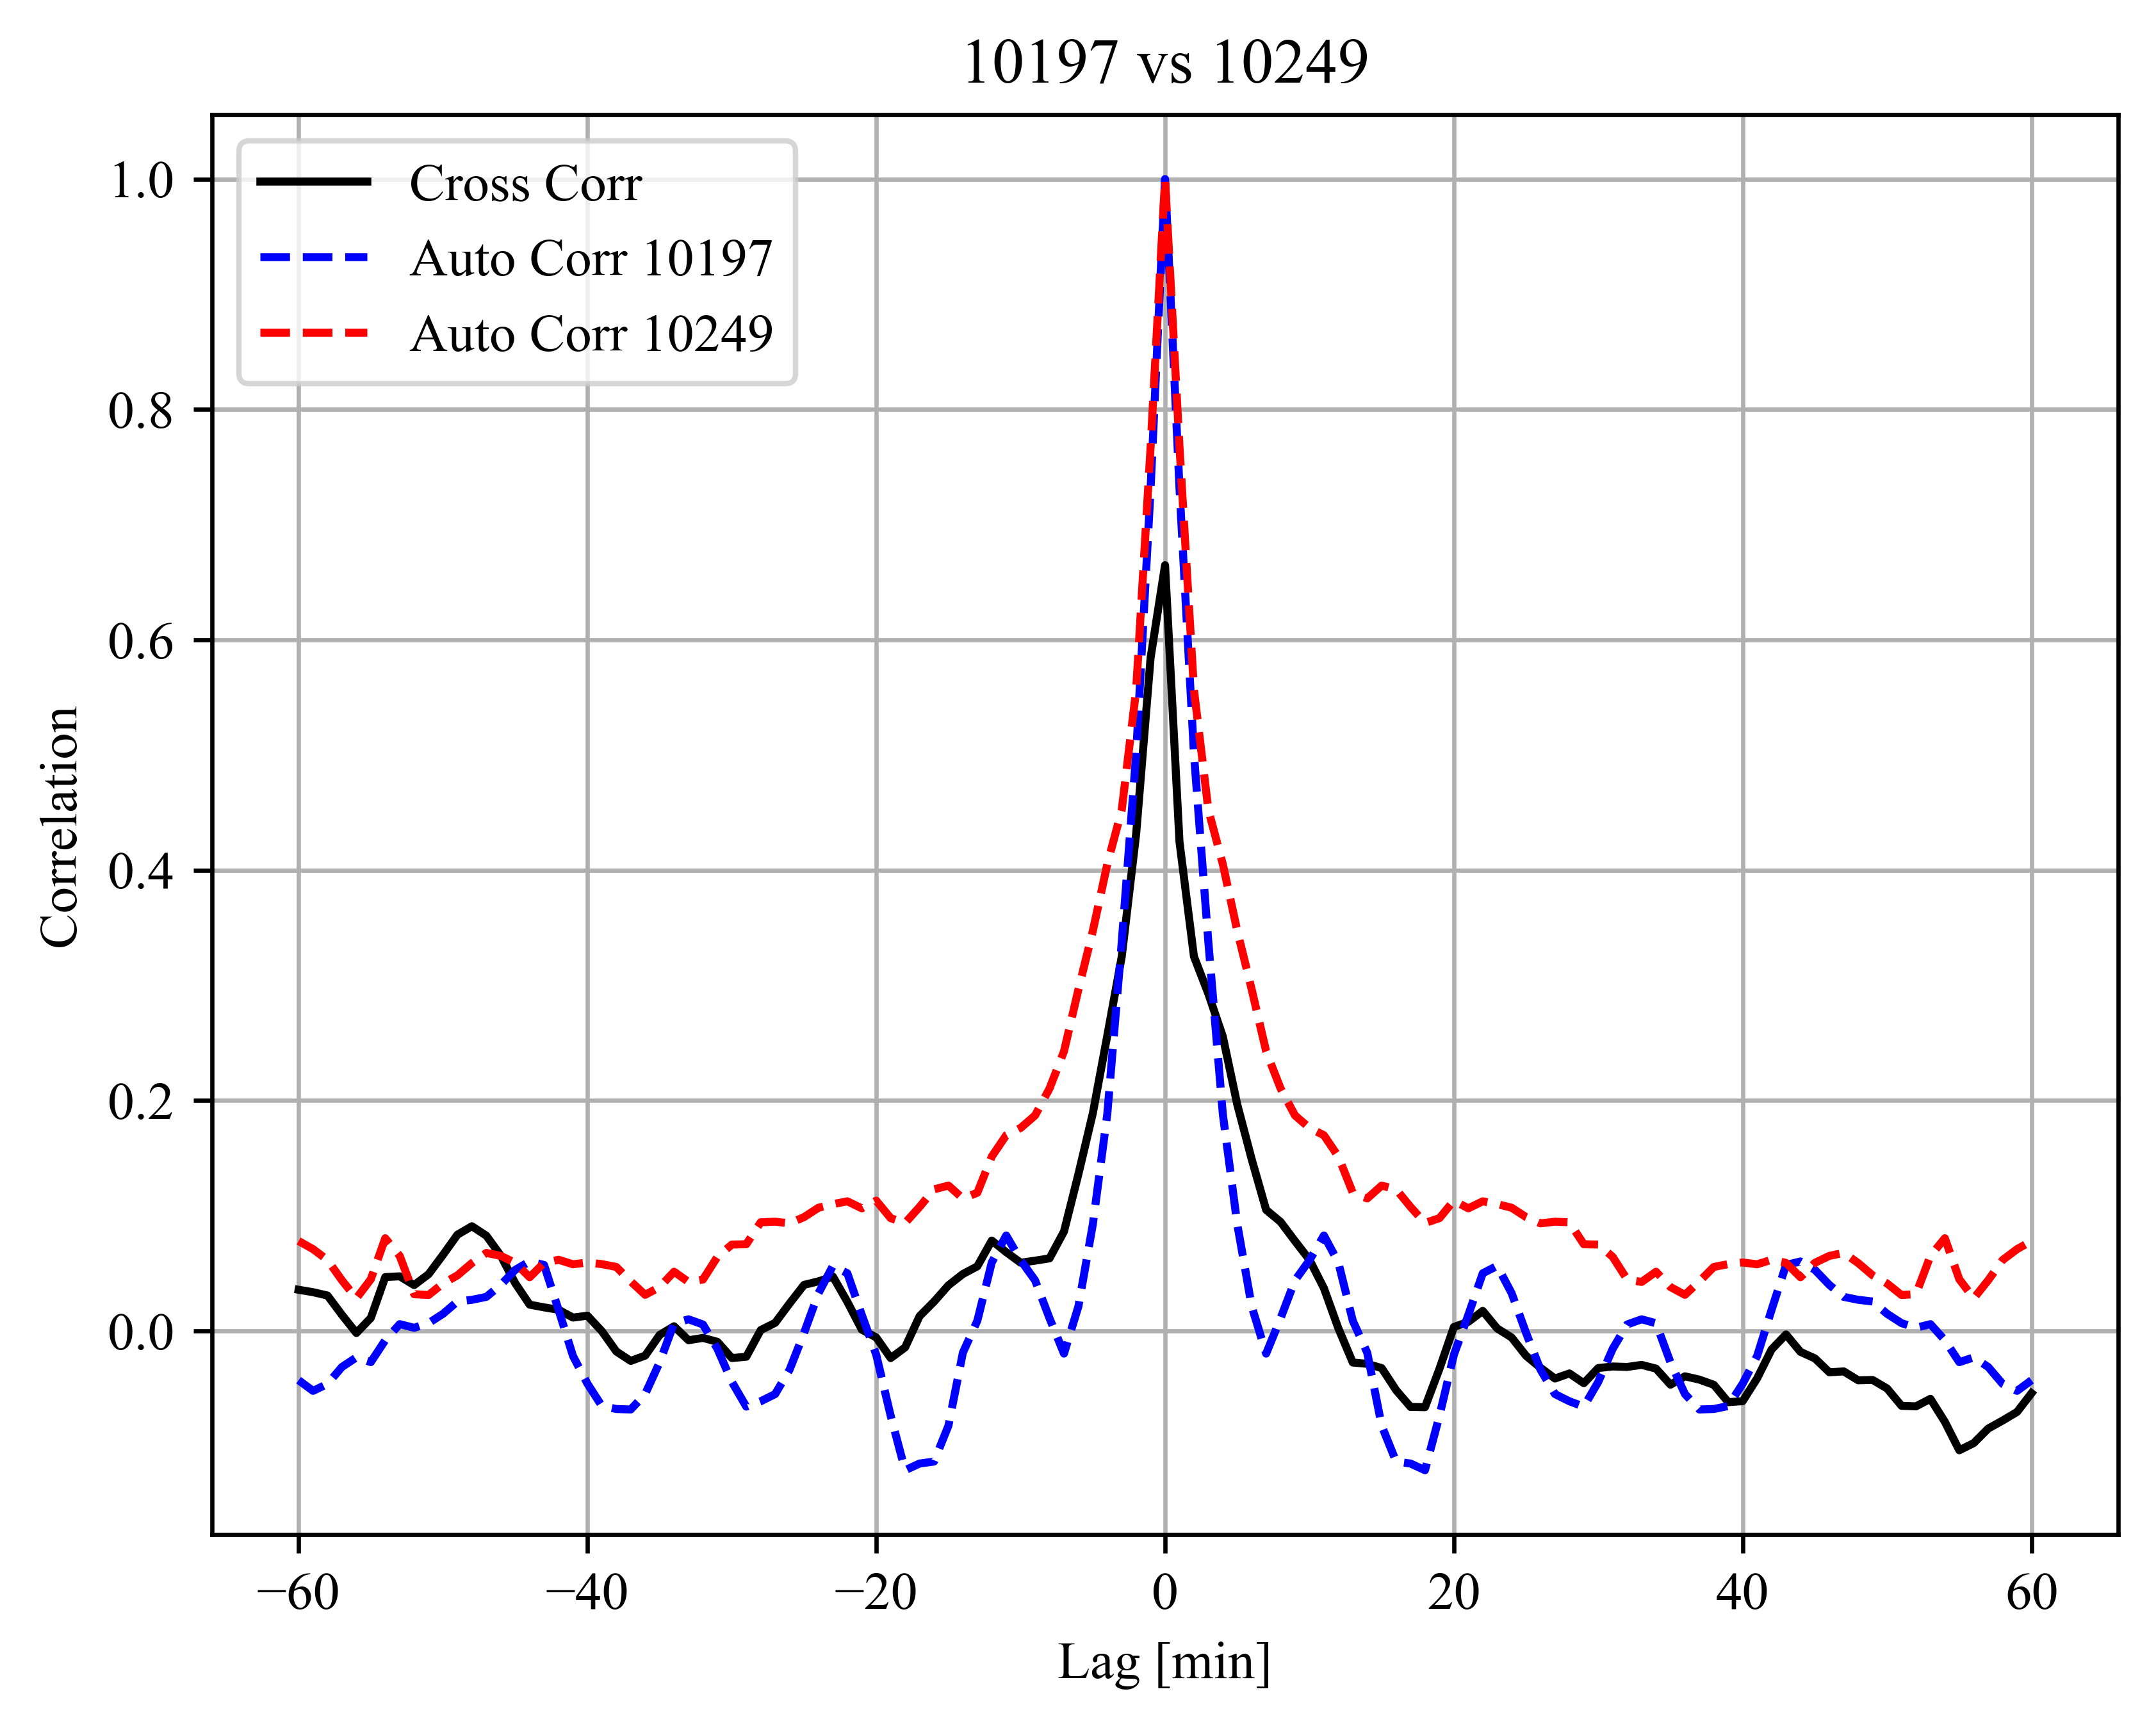 10197 vs 10249
Cross Corr
Auto Corr 10197
Auto Corr 10249
1.0
0.8
0.6
0.4
0.2
0.0
Correlation
−60 −40 −20 0 20 40 60
Lag [min]